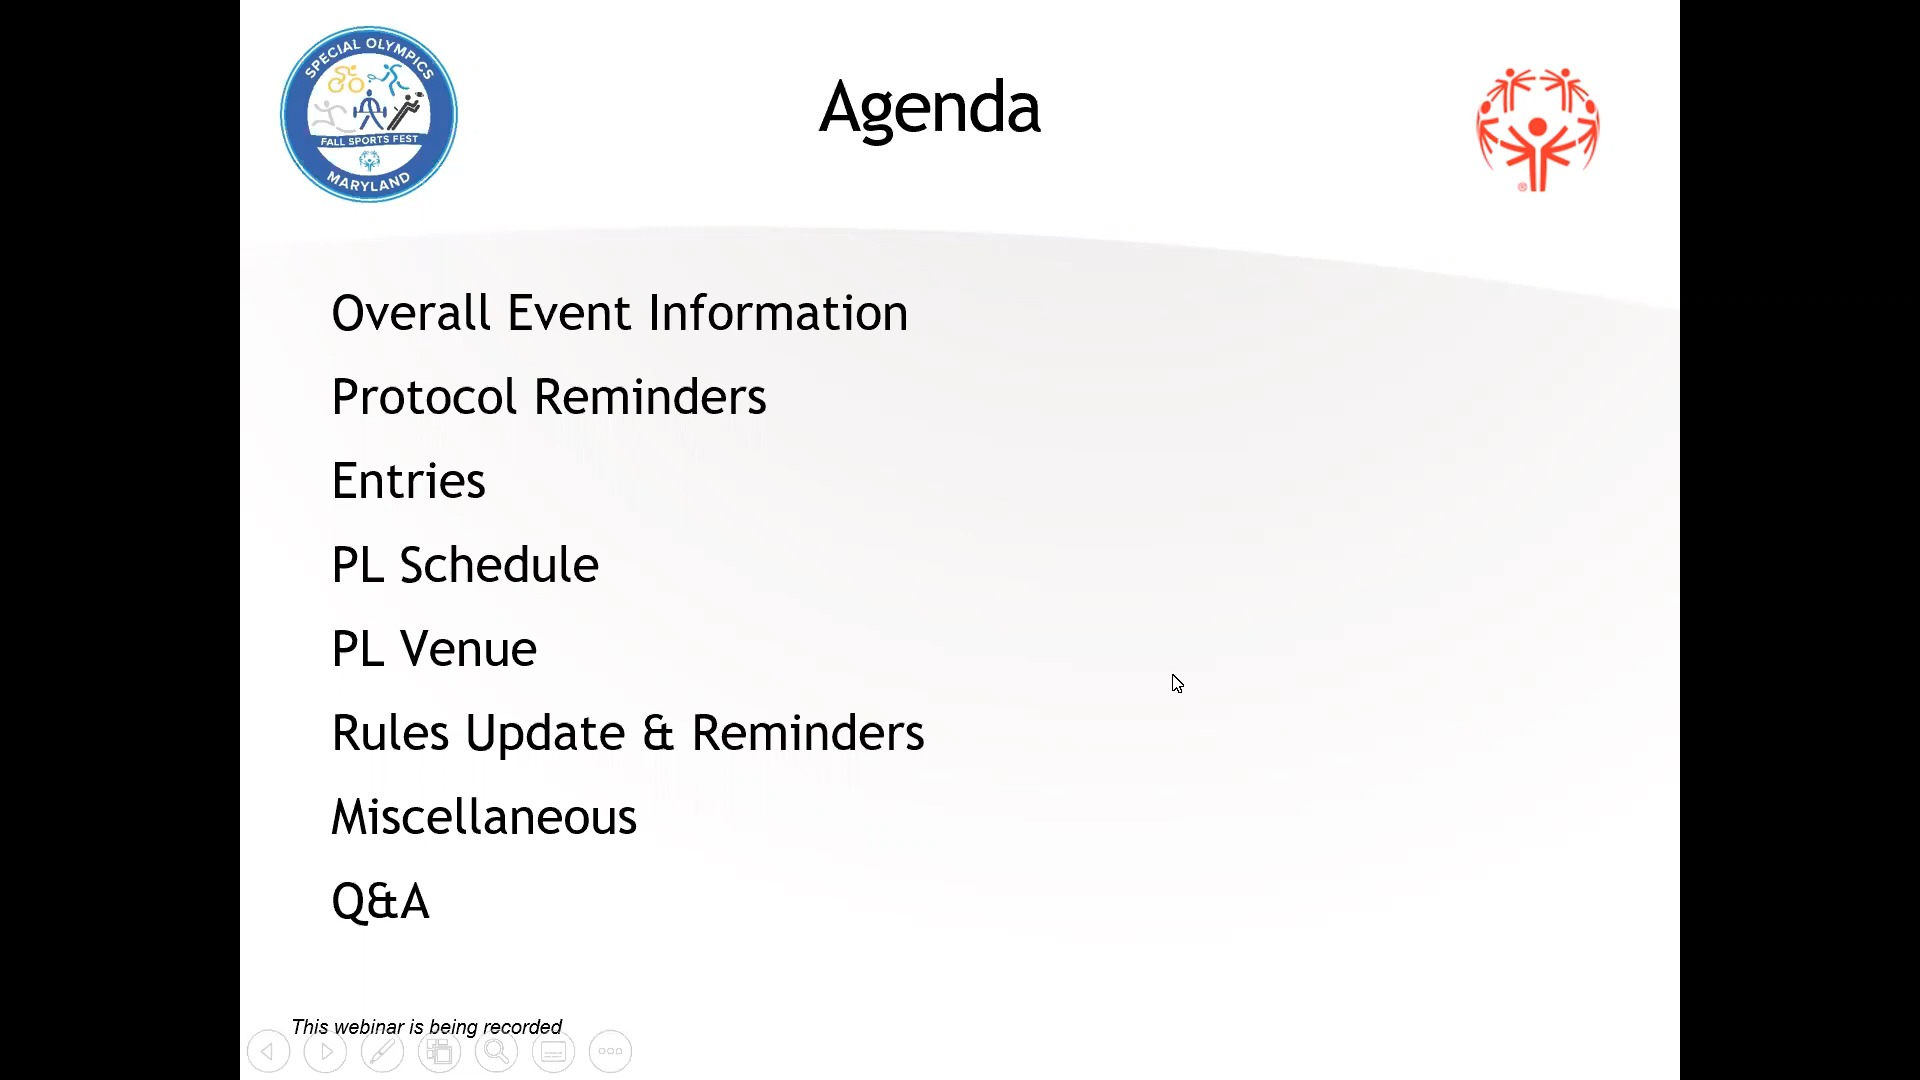 SPECIAL OLYMPICS
FALL SPORTS FEST
MARYLAND
Agenda
®
Overall Event Information
Protocol Reminders
Entries
PL Schedule
PL Venue
Rules Update & Reminders
Miscellaneous
Q&A
This webinar is being recorded